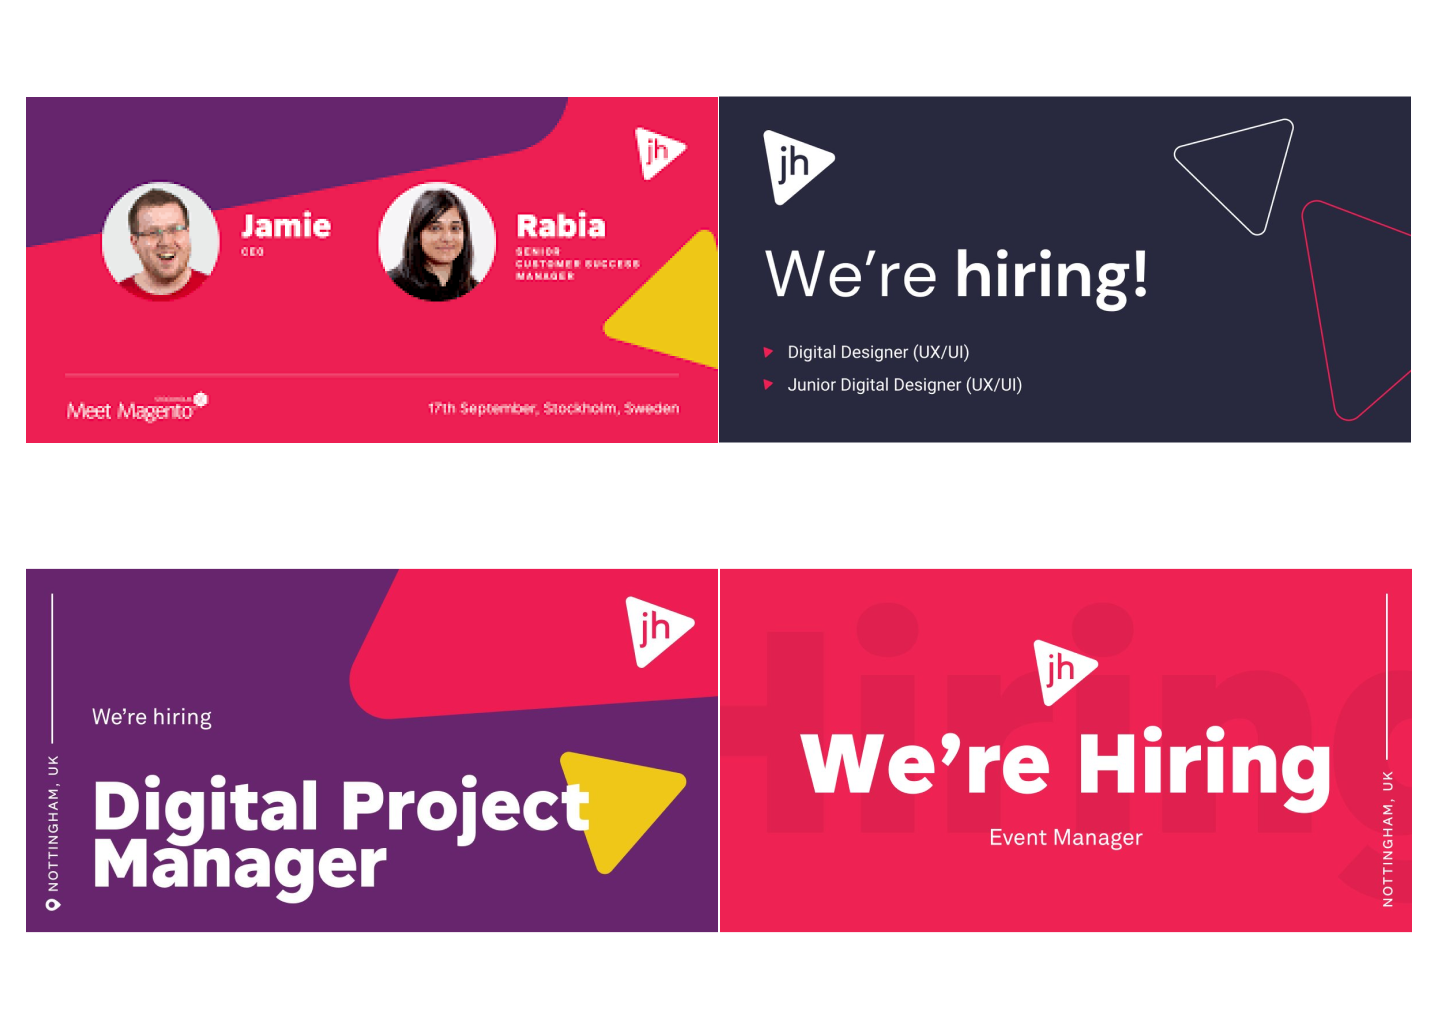 jh
Jamie
CEO
Rabia
SENIOR
CUSTOMER SUCCESS
MANAGER
STOCKHOLM
Meet Magento
17th September, Stockholm, Sweden
jh
We're hiring!
Digital Designer (UX/UI)
Junior Digital Designer (UX/UI)
jh
We're hiring
Digital Project
Manager
NOTTINGHAM, UK
Hiring
jh
We're Hiring
Event Manager
NOTTINGHAM, UK